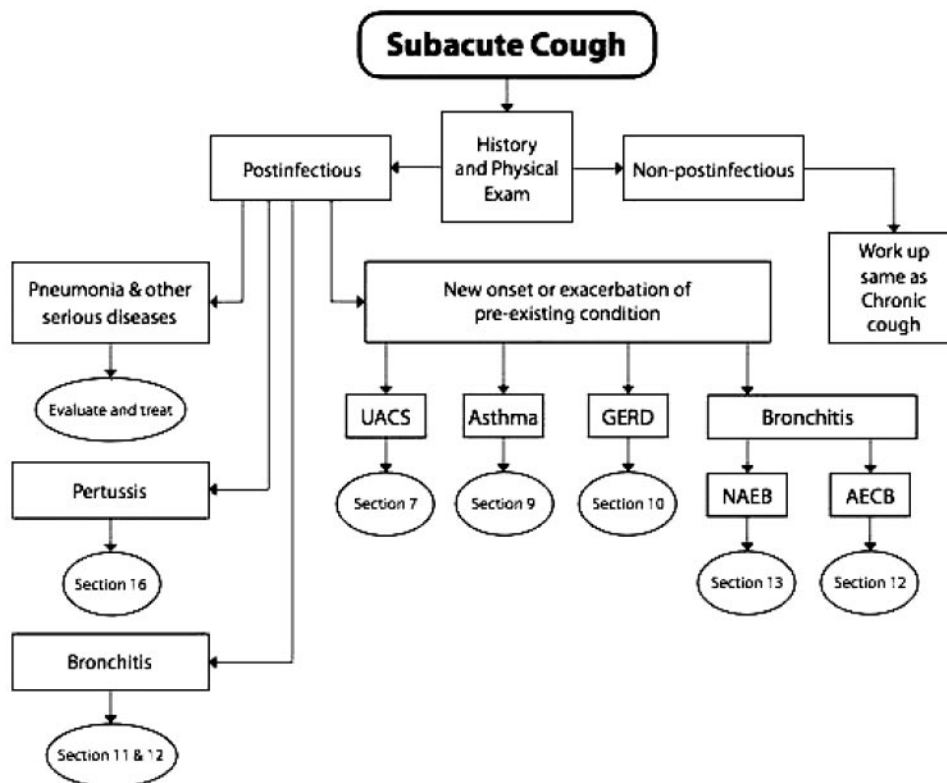 Subacute Cough
History
and Physical
Exam
Postinfectious
Non-postinfectious
Work up
same as
Chronic
cough
Pneumonia & other
serious diseases
New onset or exacerbation of
pre-existing condition
Evaluate and treat
UACS
Asthma
GERD
Bronchitis
Pertussis
Section 7
Section 9
Section 10
NAEB
AECB
Section 16
Section 13
Section 12
Bronchitis
Section 11 & 12